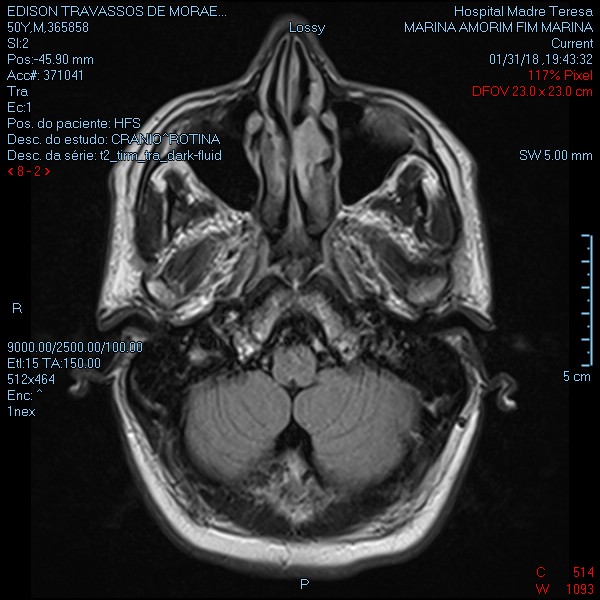 EDISON TRAVASSOS DE MORAE...
50Y,M,365858
Sl:2
Pos:-45.90 mm
Acc#: 371041
Tra
Ec:1
Pos. do paciente: HFS
Desc. do estudo: CRANIO^ROTINA
Desc. da série: t2_tirm_tra_dark-fluid
< 8 - 2 >
Lossy
Hospital Madre Teresa
MARINA AMORIM FIM MARINA
Current
01/31/18 ,19:43:32
117% Pixel
DFOV 23.0 x 23.0 cm
SW 5.00 mm
R
9000.00/2500.00/100.00
Etl:15 TA:150.00
512x464
Enc: ^
1nex
5 cm
P
C 514
W 1093